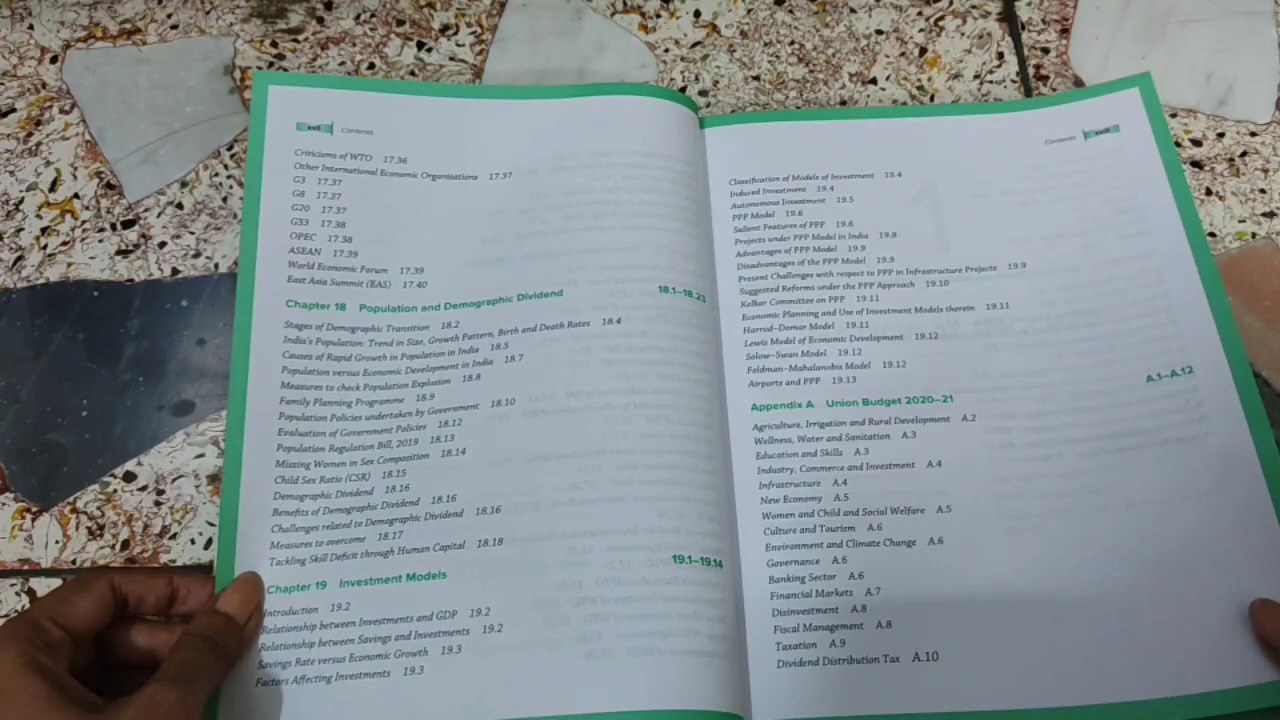 xxii Contents
Criticisms of WTO 17.36
Other International Economic Organisations 17.37
G3 17.37
G8 17.37
G20 17.37
G33 17.38
OPEC 17.38
ASEAN 17.39
World Economic Forum 17.39
East Asia Summit (EAS) 17.40
Chapter 18 Population and Demographic Dividend 18.1–18.23
Stages of Demographic Transition 18.2
India's Population: Trend in Size, Growth Pattern, Birth and Death Rates 18.4
Causes of Rapid Growth in Population in India 18.5
Population versus Economic Development in India 18.7
Measures to check Population Explosion 18.8
Family Planning Programme 18.9
Population Policies undertaken by Government 18.10
Evaluation of Government Policies 18.12
Population Regulation Bill, 2019 18.13
Missing Women in Sex Composition 18.14
Child Sex Ratio (CSR) 18.15
Demographic Dividend 18.16
Benefits of Demographic Dividend 18.16
Challenges related to Demographic Dividend 18.16
Measures to overcome 18.17
Tackling Skill Deficit through Human Capital 18.18
Chapter 19 Investment Models 19.1–19.14
Introduction 19.2
Relationship between Investments and GDP 19.2
Relationship between Savings and Investments 19.2
Savings Rate versus Economic Growth 19.3
Factors Affecting Investments 19.3
Contents xxiii
Classification of Models of Investment 19.4
Induced Investment 19.4
Autonomous Investment 19.5
PPP Model 19.6
Salient Features of PPP 19.6
Projects under PPP Model in India 19.8
Advantages of PPP Model 19.9
Disadvantages of the PPP Model 19.9
Present Challenges with respect to PPP in Infrastructure Projects 19.9
Suggested Reforms under the PPP Approach 19.10
Kelkar Committee on PPP 19.11
Economic Planning and Use of Investment Models therein 19.11
Harrod–Domar Model 19.11
Lewis Model of Economic Development 19.12
Solow–Swan Model 19.12
Feldman–Mahalanobis Model 19.12
Airports and PPP 19.13
Appendix A Union Budget 2020–21 A.1–A.12
Agriculture, Irrigation and Rural Development A.2
Wellness, Water and Sanitation A.3
Education and Skills A.3
Industry, Commerce and Investment A.4
Infrastructure A.4
New Economy A.5
Women and Child and Social Welfare A.5
Culture and Tourism A.6
Environment and Climate Change A.6
Governance A.6
Banking Sector A.6
Financial Markets A.7
Disinvestment A.8
Fiscal Management A.8
Taxation A.9
Dividend Distribution Tax A.10